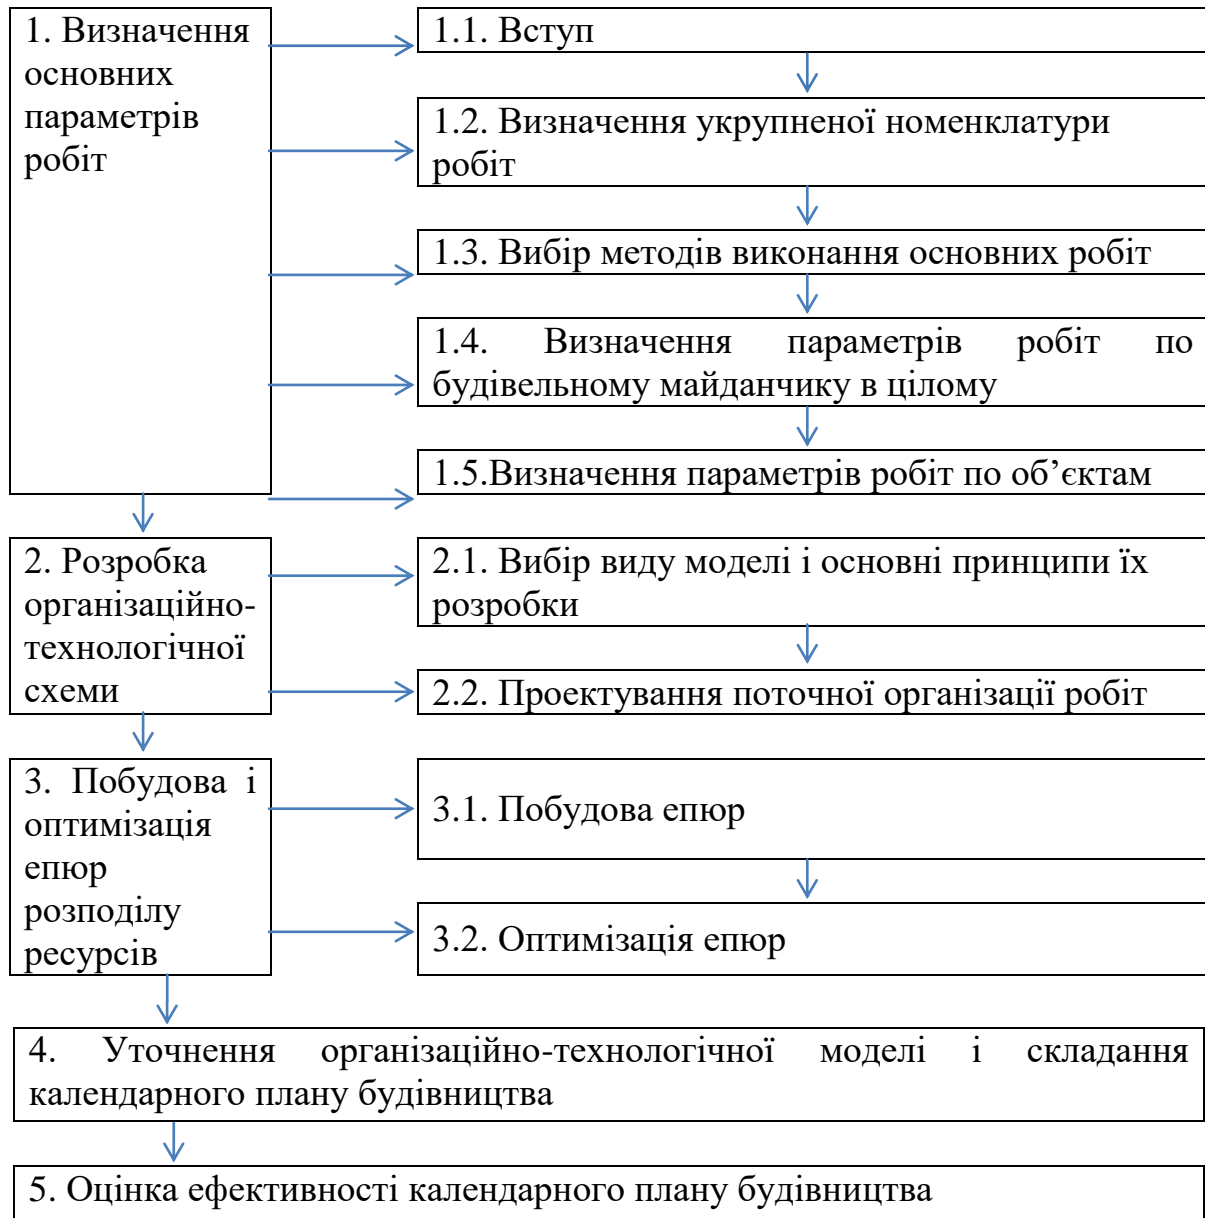 1. Визначення
основних
параметрів
робіт
1.1. Вступ
1.2. Визначення укрупненої номенклатури
робіт
1.3. Вибір методів виконання основних робіт
1.4. Визначення параметрів робіт по
будівельному майданчику в цілому
1.5.Визначення параметрів робіт по об’єктам
2. Розробка
організаційно-
технологічної
схеми
2.1. Вибір виду моделі і основні принципи їх
розробки
2.2. Проектування поточної організації робіт
3. Побудова і
оптимізація
епюр
розподілу
ресурсів
3.1. Побудова епюр
3.2. Оптимізація епюр
4. Уточнення організаційно-технологічної моделі і складання
календарного плану будівництва
5. Оцінка ефективності календарного плану будівництва